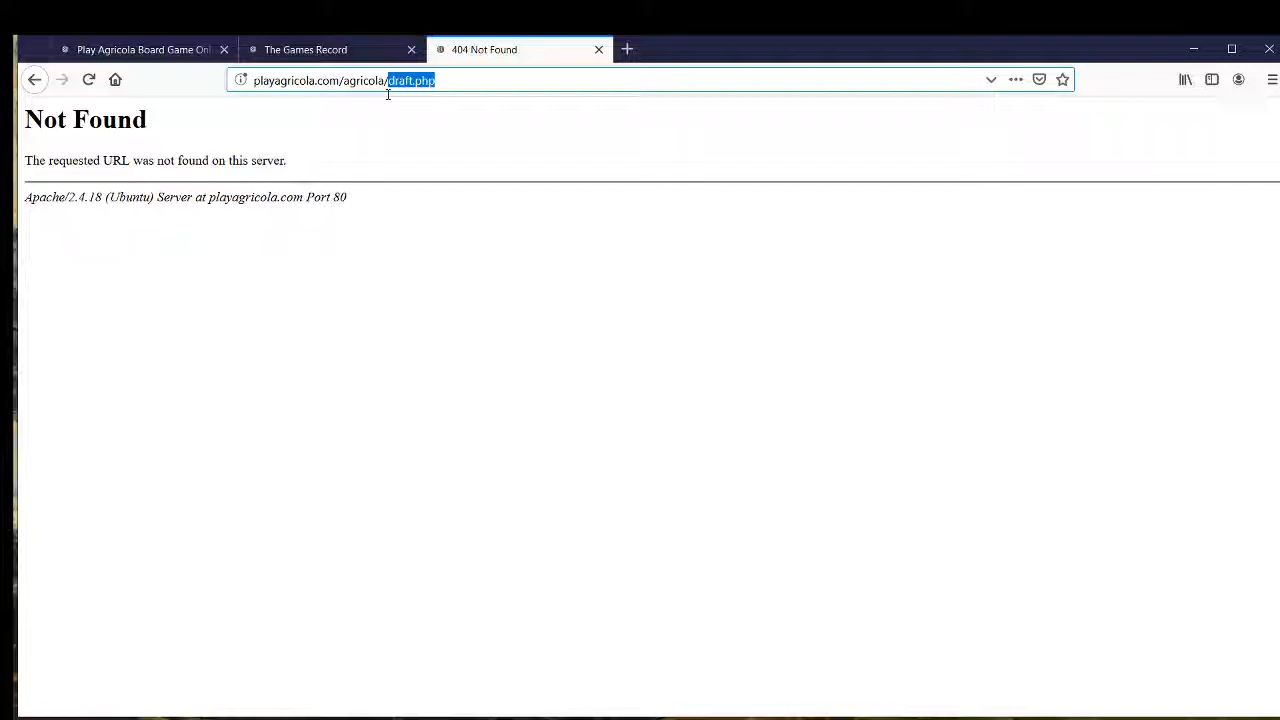 Play Agricola Board Game Onl
The Games Record
404 Not Found
playagricola.com/agricola/draft.php
Not Found
The requested URL was not found on this server.
Apache/2.4.18 (Ubuntu) Server at playagricola.com Port 80